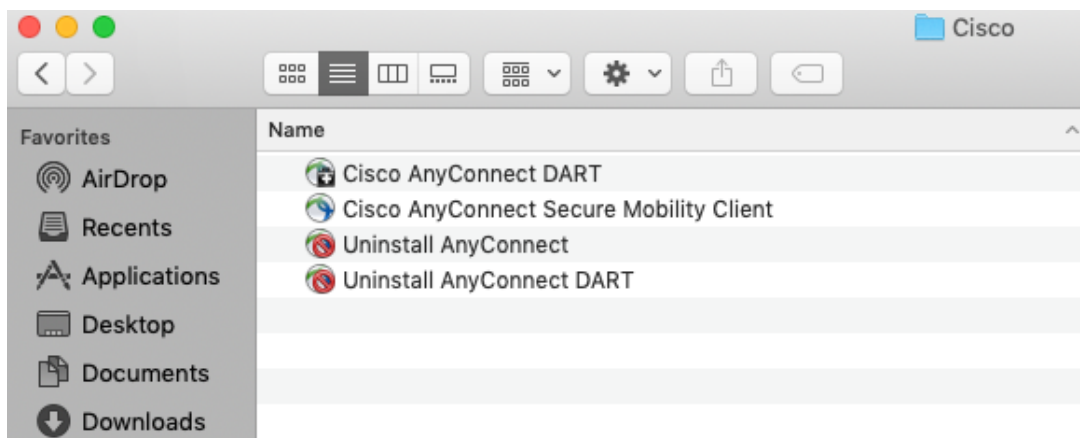 Cisco
Favorites
AirDrop
Recents
Applications
Desktop
Documents
Downloads
Name
Cisco AnyConnect DART
Cisco AnyConnect Secure Mobility Client
Uninstall AnyConnect
Uninstall AnyConnect DART